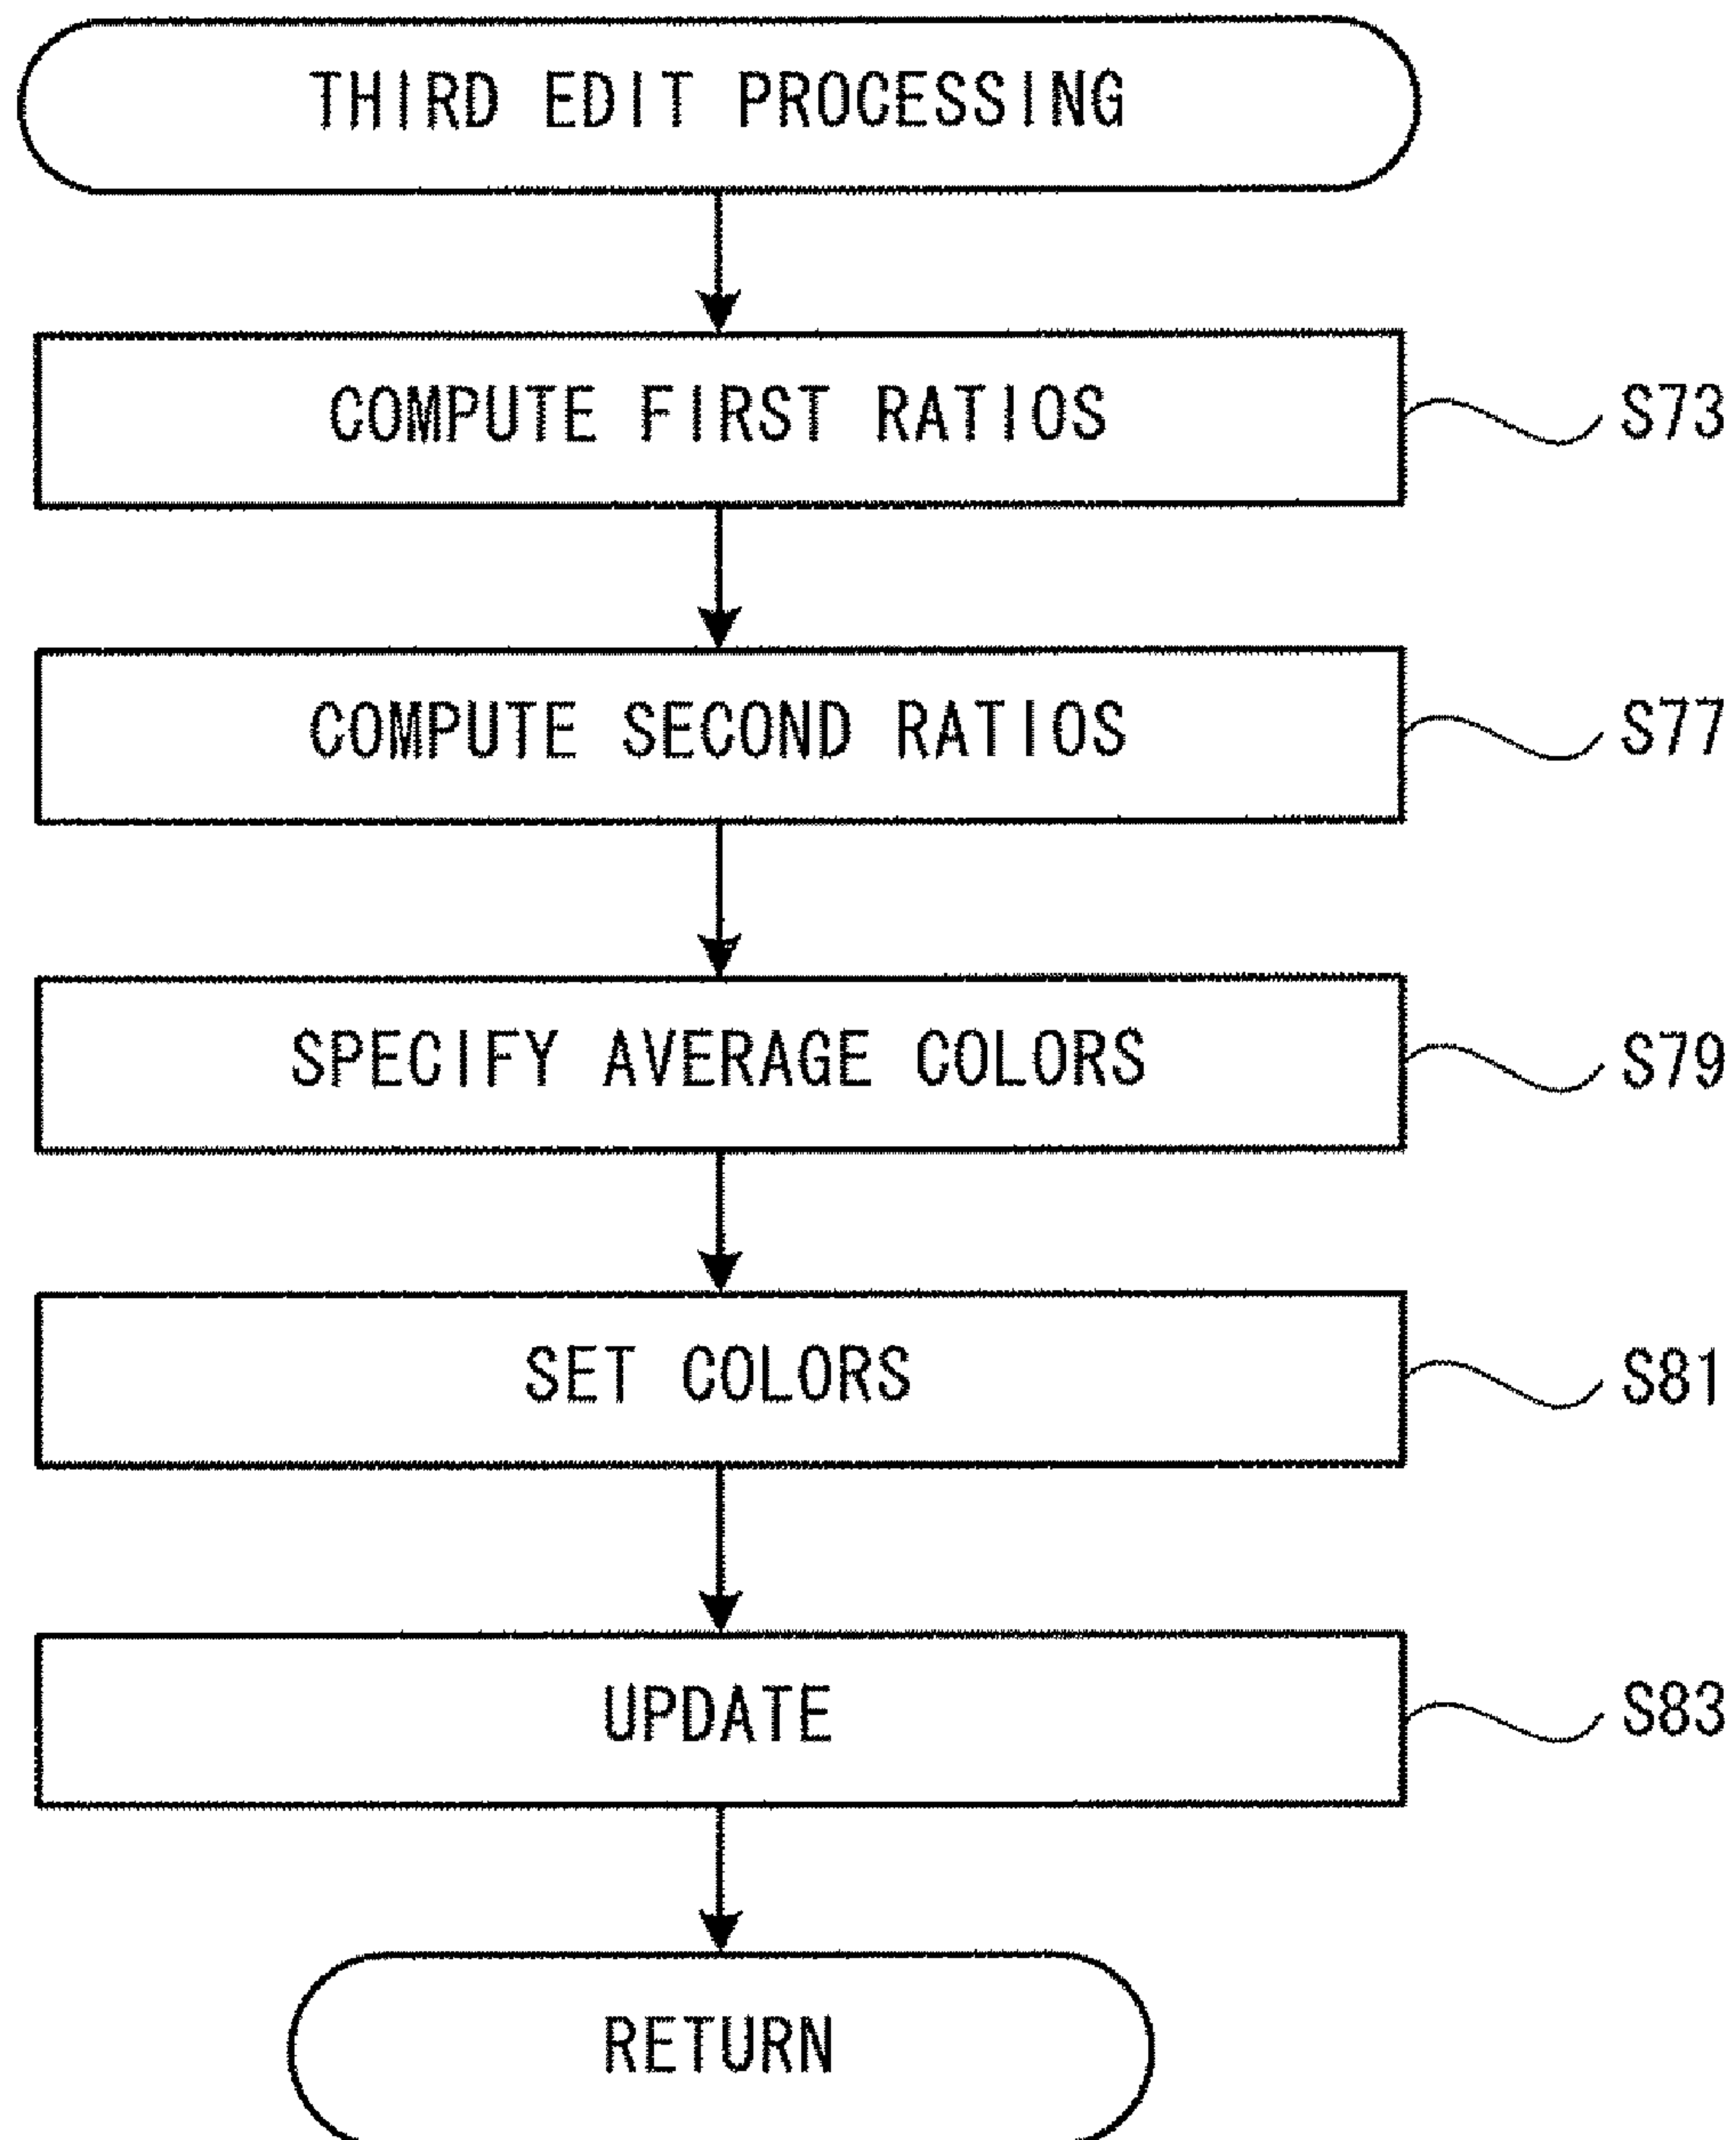 THIRD EDIT PROCESSING
COMPUTE FIRST RATIOS S73
COMPUTE SECOND RATIOS S77
SPECIFY AVERAGE COLORS S79
SET COLORS S81
UPDATE S83
RETURN